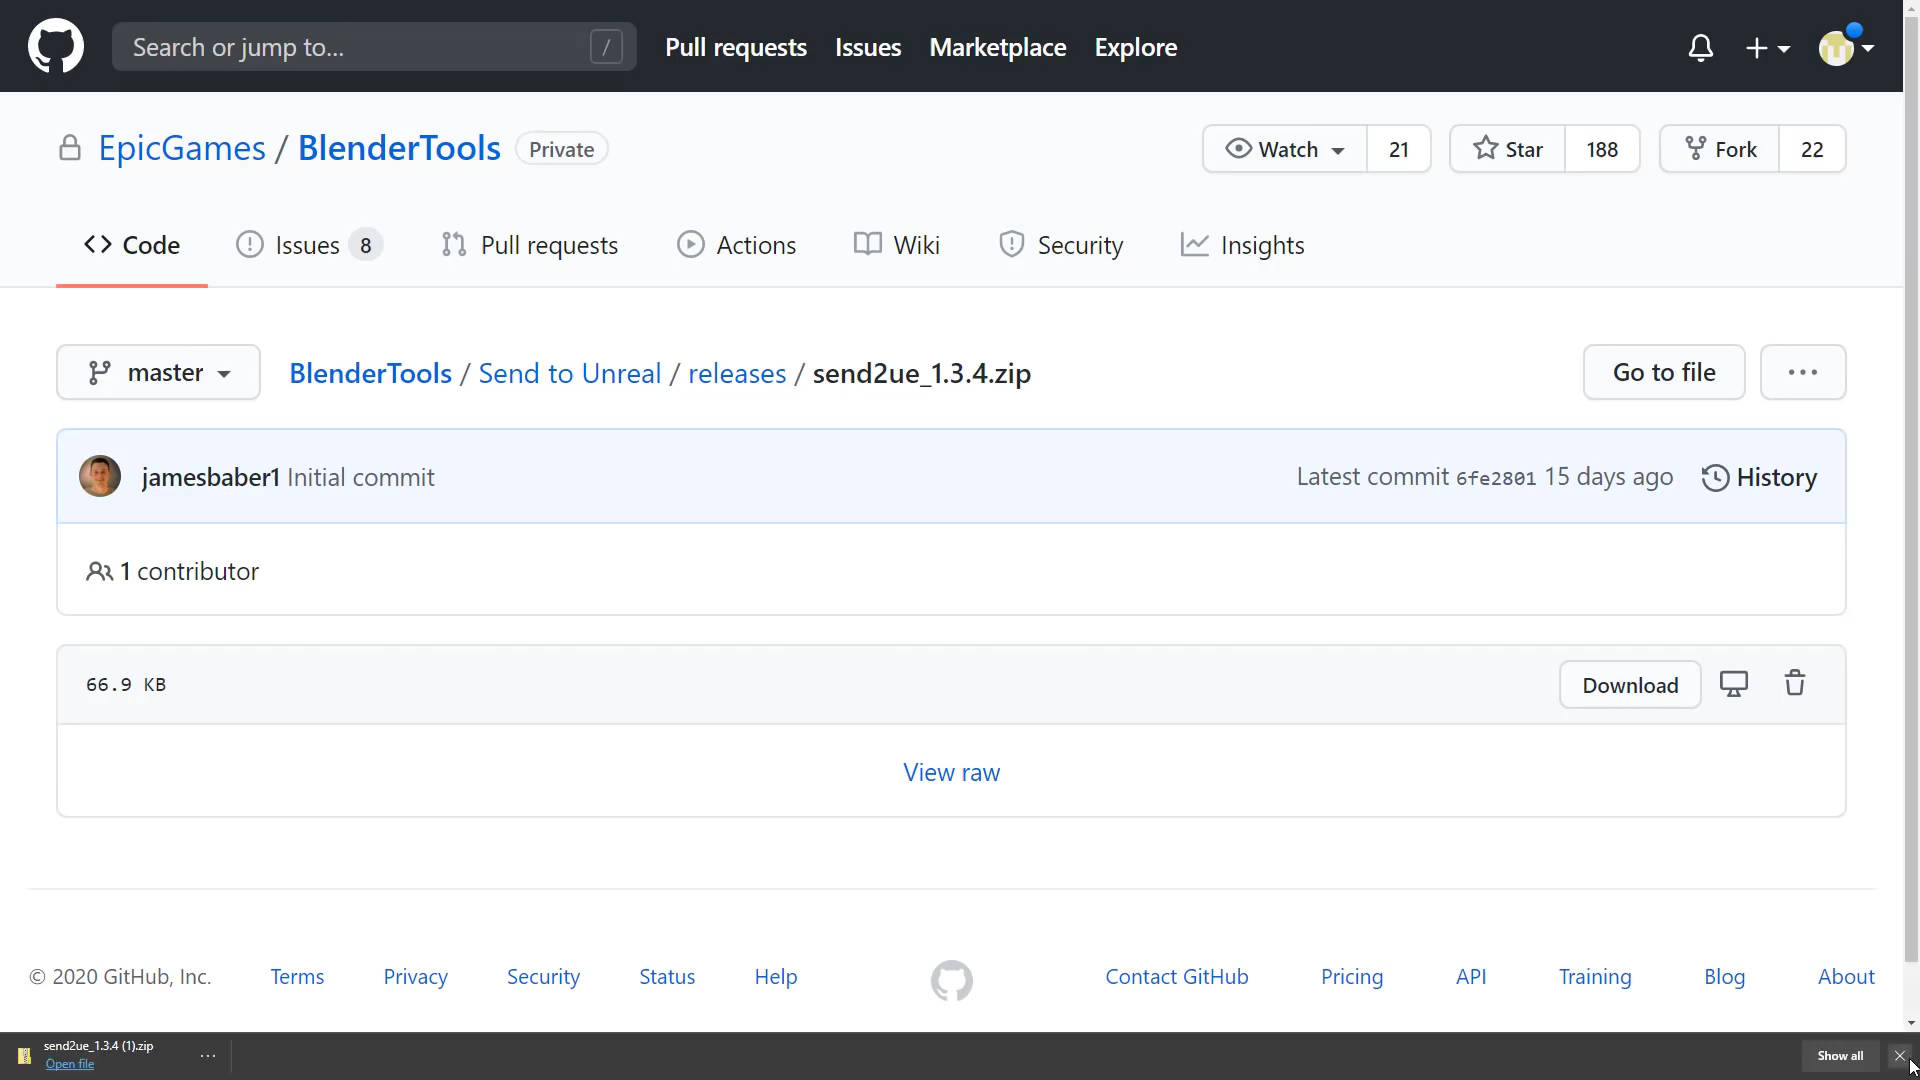 Search or jump to... /
Pull requests Issues Marketplace Explore
EpicGames / BlenderTools Private
Watch 21 Star 188 Fork 22
Code Issues 8 Pull requests Actions Wiki Security Insights
master BlenderTools / Send to Unreal / releases / send2ue_1.3.4.zip Go to file ...
jamesbaber1 Initial commit Latest commit 6fe2801 15 days ago History
1 contributor
66.9 KB Download
View raw
© 2020 GitHub, Inc. Terms Privacy Security Status Help Contact GitHub Pricing API Training Blog About
send2ue_1.3.4 (1).zip ... Show all
Open file